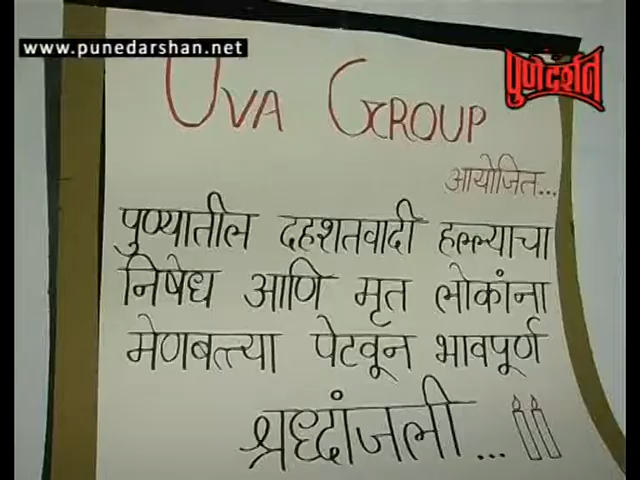 www.punedarshan.net
पुणे दर्शन
UVA GROUP
आयोजित...
पुण्यातील दहशतवादी हल्ल्याचा
निषेध आणि मृत लोकांना
मेणबत्त्या पेटवून भावपूर्ण
श्रध्दांजली...